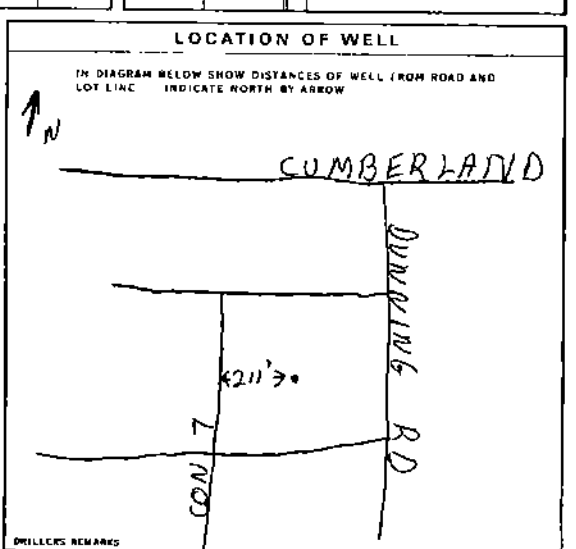 LOCATION OF WELL
IN DIAGRAM BELOW SHOW DISTANCES OF WELL FROM ROAD AND
LOT LINE INDICATE NORTH BY ARROW
N
CUMBERLAND
DUNNING RD
211'
CON 7
DRILLERS REMARKS